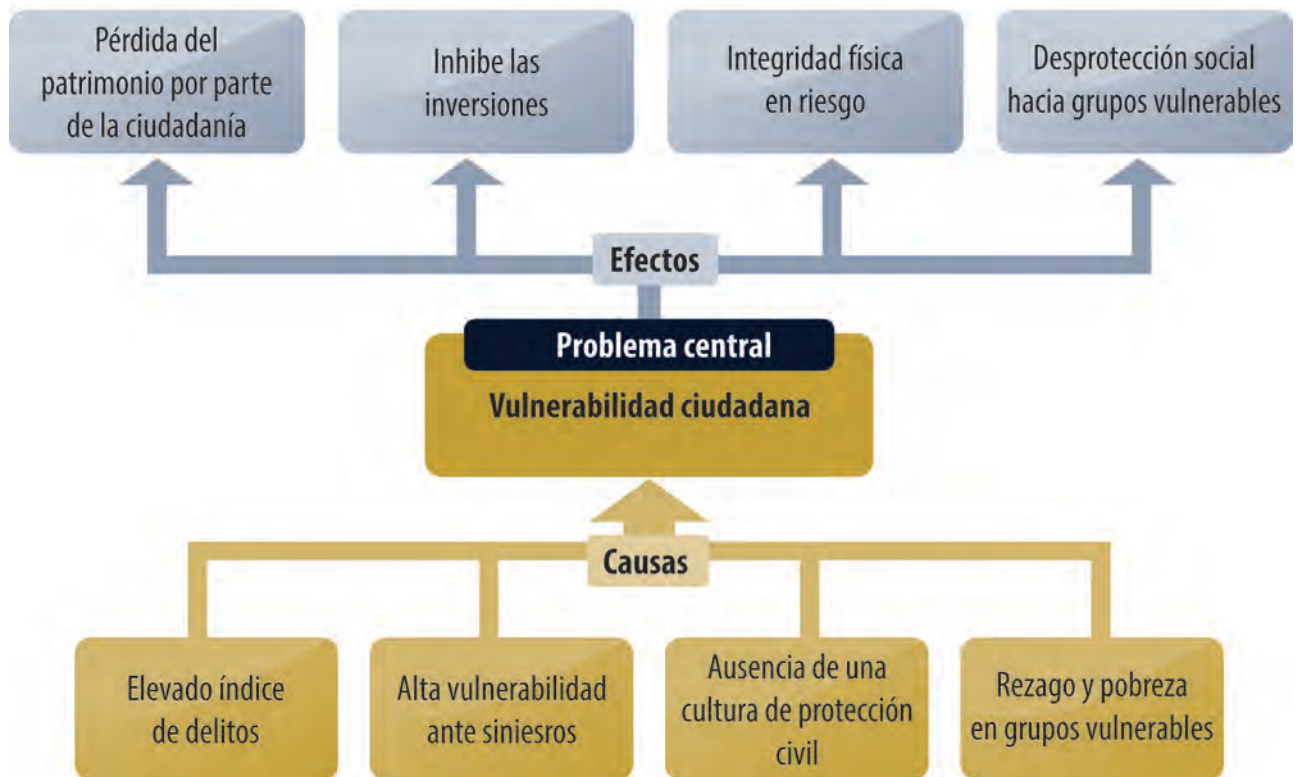 Pérdida del
patrimonio por parte
de la ciudadanía
Inhibe las
inversiones
Integridad física
en riesgo
Desprotección social
hacia grupos vulnerables
Efectos
Problema central
Vulnerabilidad ciudadana
Causas
Elevado índice
de delitos
Alta vulnerabilidad
ante siniesros
Ausencia de una
cultura de protección
civil
Rezago y pobreza
en grupos vulnerables